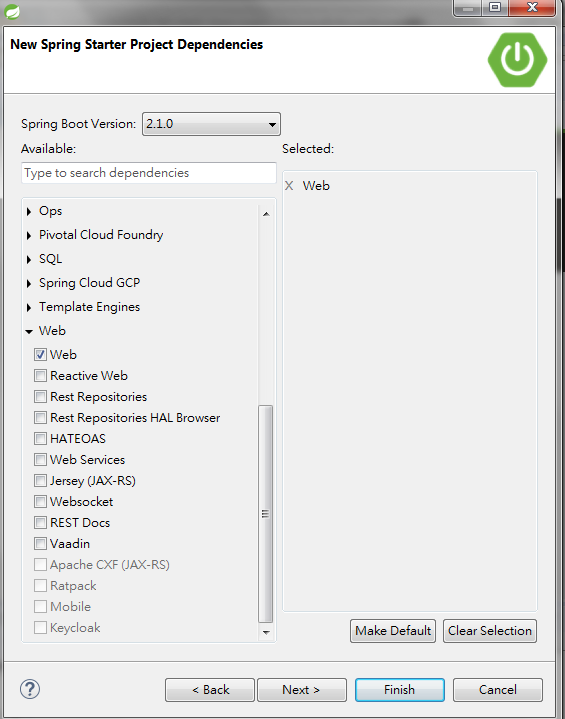 New Spring Starter Project Dependencies
Spring Boot Version: 2.1.0
Available:
Selected:
Type to search dependencies
X Web
Ops
Pivotal Cloud Foundry
SQL
Spring Cloud GCP
Template Engines
Web
Web
Reactive Web
Rest Repositories
Rest Repositories HAL Browser
HATEOAS
Web Services
Jersey (JAX-RS)
Websocket
REST Docs
Vaadin
Apache CXF (JAX-RS)
Ratpack
Mobile
Keycloak
Make Default
Clear Selection
?
< Back
Next >
Finish
Cancel